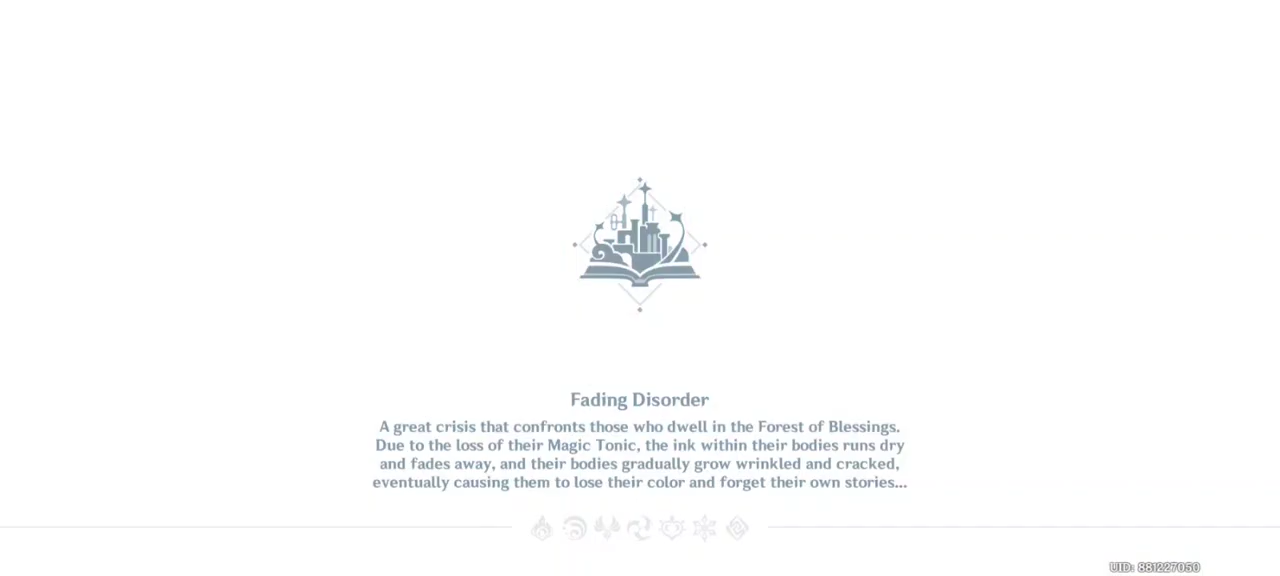 Fading Disorder
A great crisis that confronts those who dwell in the Forest of Blessings.
Due to the loss of their Magic Tonic, the ink within their bodies runs dry
and fades away, and their bodies gradually grow wrinkled and cracked,
eventually causing them to lose their color and forget their own stories...
UID: 881227050